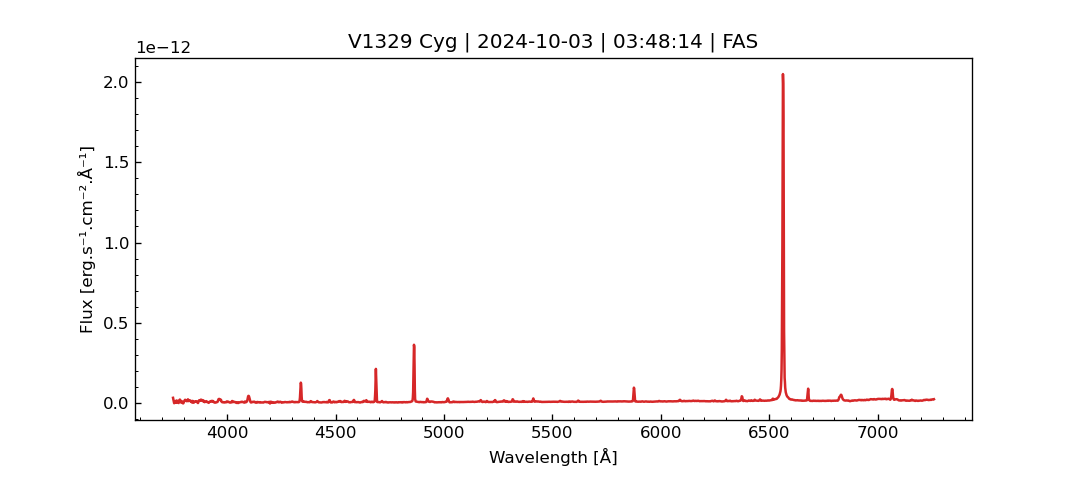 V1329 Cyg | 2024-10-03 | 03:48:14 | FAS
1e−12
2.0
1.5
1.0
0.5
0.0
Flux [erg.s⁻¹.cm⁻².Å⁻¹]
4000 4500 5000 5500 6000 6500 7000
Wavelength [Å]